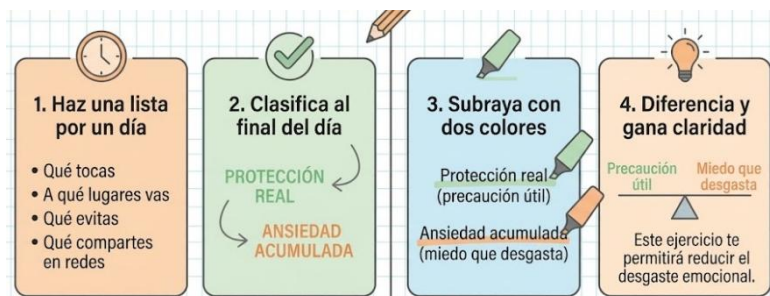 1. Haz una lista
por un día
• Qué tocas
• A qué lugares vas
• Qué evitas
• Qué compartes
en redes
2. Clasifica al
final del día
PROTECCIÓN
REAL
ANSIEDAD
ACUMULADA
3. Subraya con
dos colores
Protección real
(precaución útil)
Ansiedad acumulada
(miedo que desgasta)
4. Diferencia y
gana claridad
Precaución
útil
Miedo que
desgasta
Este ejercicio te
permitirá reducir el
desgaste emocional.